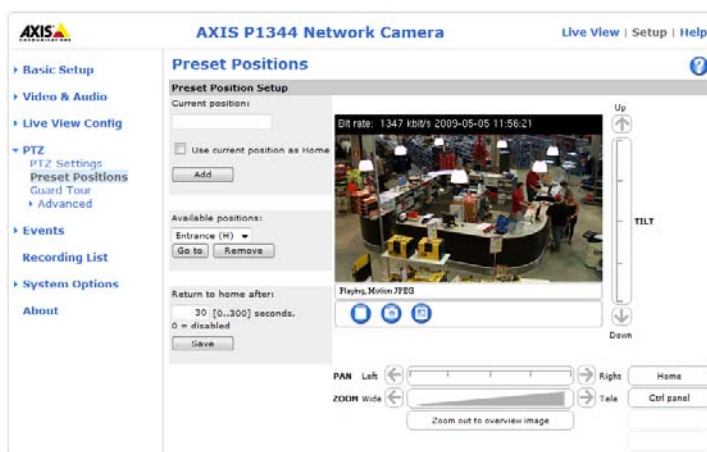 AXIS
COMMUNICATIONS
AXIS P1344 Network Camera
Live View | Setup | Help
Basic Setup
Video & Audio
Live View Config
PTZ
PTZ Settings
Preset Positions
Guard Tour
Advanced
Events
Recording List
System Options
About
Preset Positions
?
Preset Position Setup
Current position:
Use current position as Home
Add
Available positions:
Entrance (H)
Go to Remove
Return to home after:
30 [0..300] seconds.
0 = disabled
Save
Bit rate: 1347 kbit/s 2009-05-05 11:56:21
Playing, Motion JPEG
Up
TILT
Down
PAN Left Right Home
ZOOM Wide Tele Ctrl panel
Zoom out to overview image